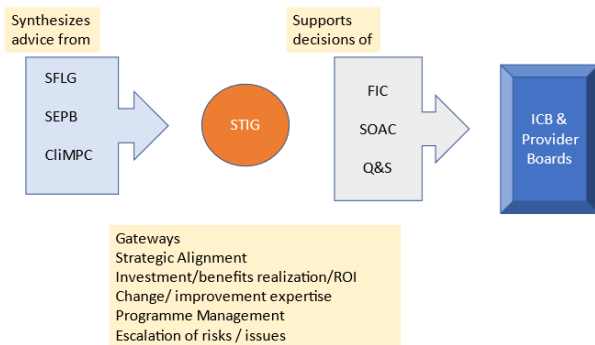 Synthesizes
advice from
Supports
decisions of
SFLG
SEPB
CliMPC
STIG
FIC
SOAC
Q&S
ICB &
Provider
Boards
Gateways
Strategic Alignment
Investment/benefits realization/ROI
Change/ improvement expertise
Programme Management
Escalation of risks / issues